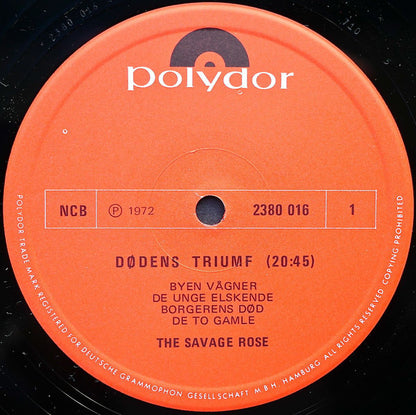 polydor
NCB
Ⓟ 1972
2380 016
1
DØDENS TRIUMF (20:45)
BYEN VÅGNER
DE UNGE ELSKENDE
BORGERENS DØD
DE TO GAMLE
THE SAVAGE ROSE
POLYDOR TRADE MARK REGISTERED FOR DEUTSCHE GRAMMOPHON GESELLSCHAFT M·B·H. HAMBURG ALL RIGHTS RESERVED COPYING PROHIBITED